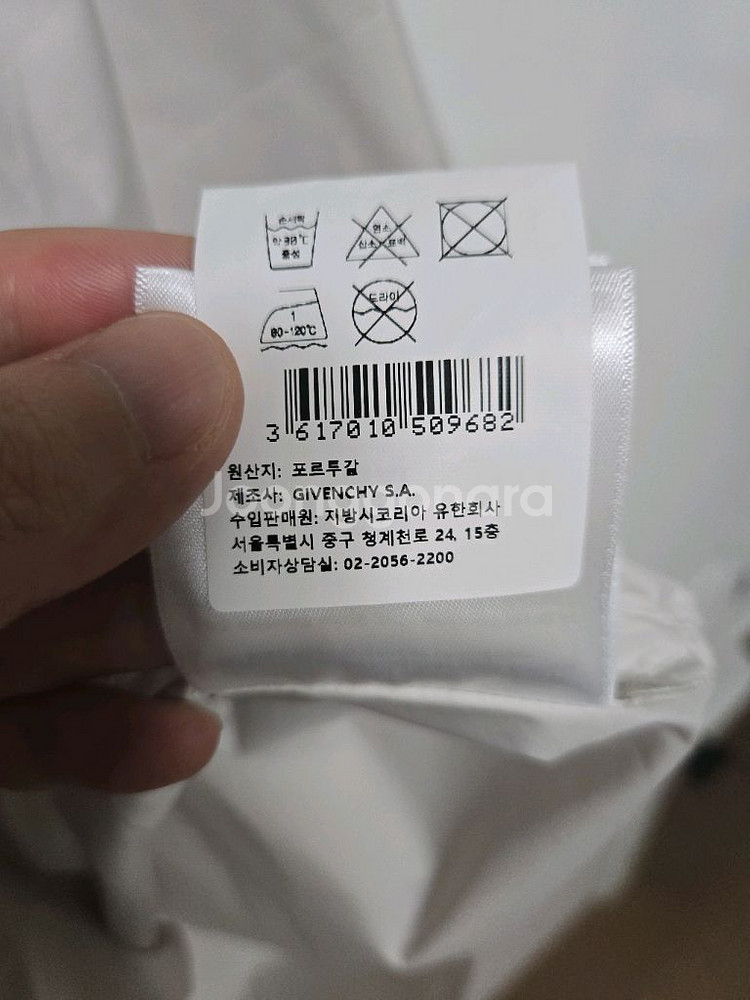 손세탁
약 30℃
중성
염소
산소 표백
드라이
1
80-120℃
3 617010 509682
원산지: 포르투갈
제조사: GIVENCHY S.A.
수입판매원: 지방시코리아 유한회사
서울특별시 중구 청계천로 24, 15층
소비자상담실: 02-2056-2200
Joonggonara